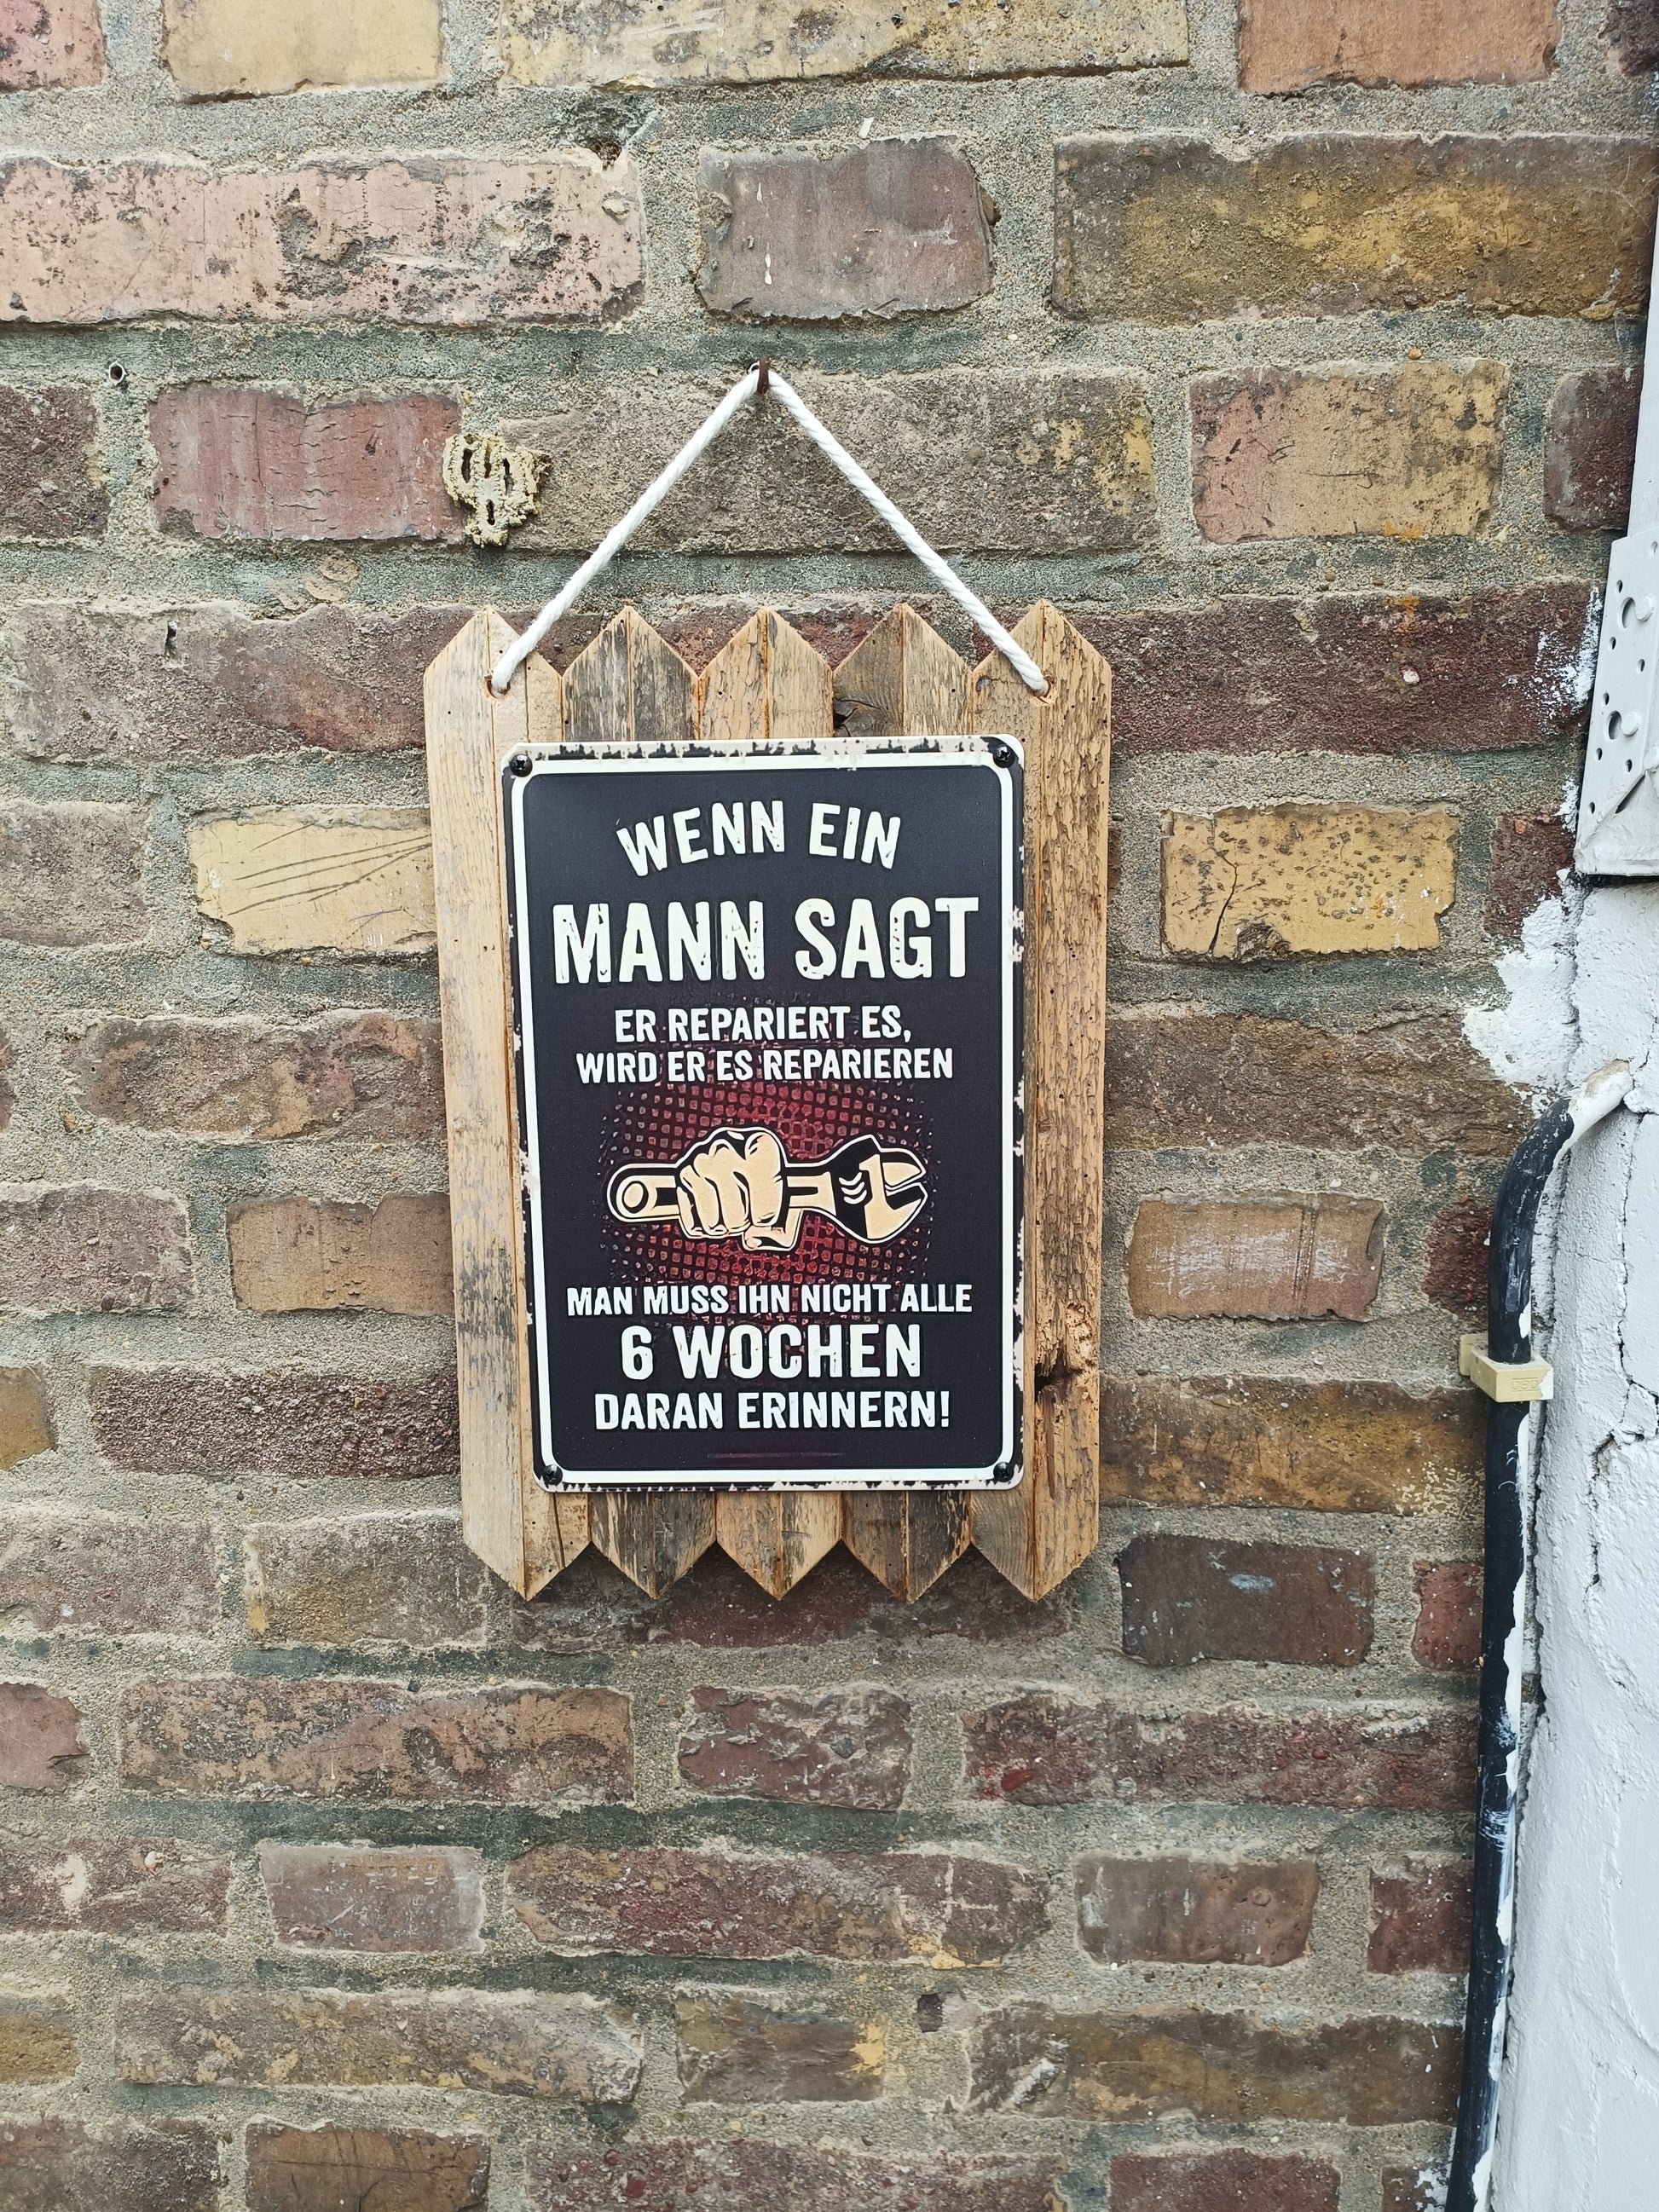 WENN EIN
MANN SAGT
ER REPARIERT ES,
WIRD ER ES REPARIEREN
MAN MUSS IHN NICHT ALLE
6 WOCHEN
DARAN ERINNERN!